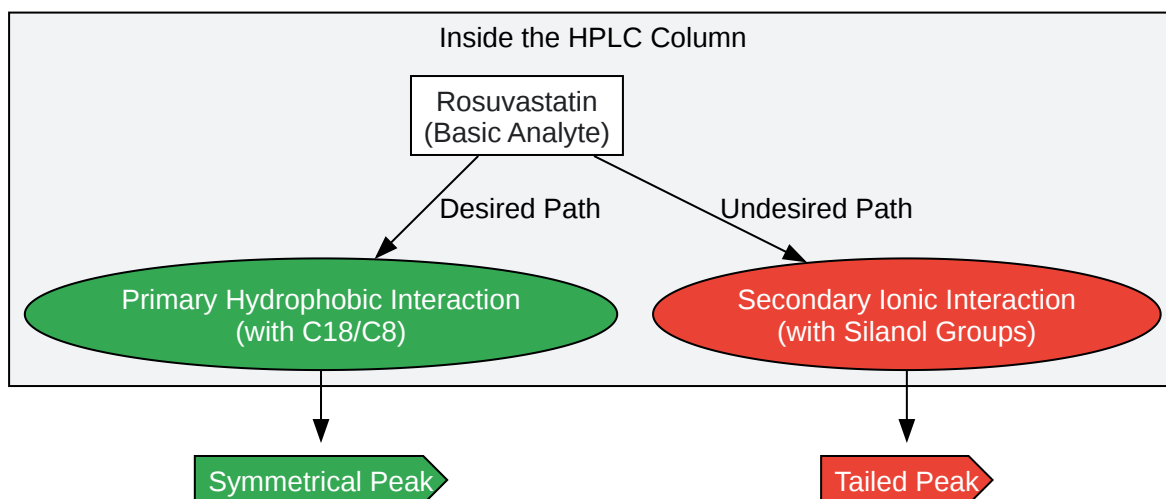 Inside the HPLC Column
Rosuvastatin
(Basic Analyte)
Desired Path
Undesired Path
Primary Hydrophobic Interaction
(with C18/C8)
Secondary Ionic Interaction
(with Silanol Groups)
Symmetrical Peak
Tailed Peak